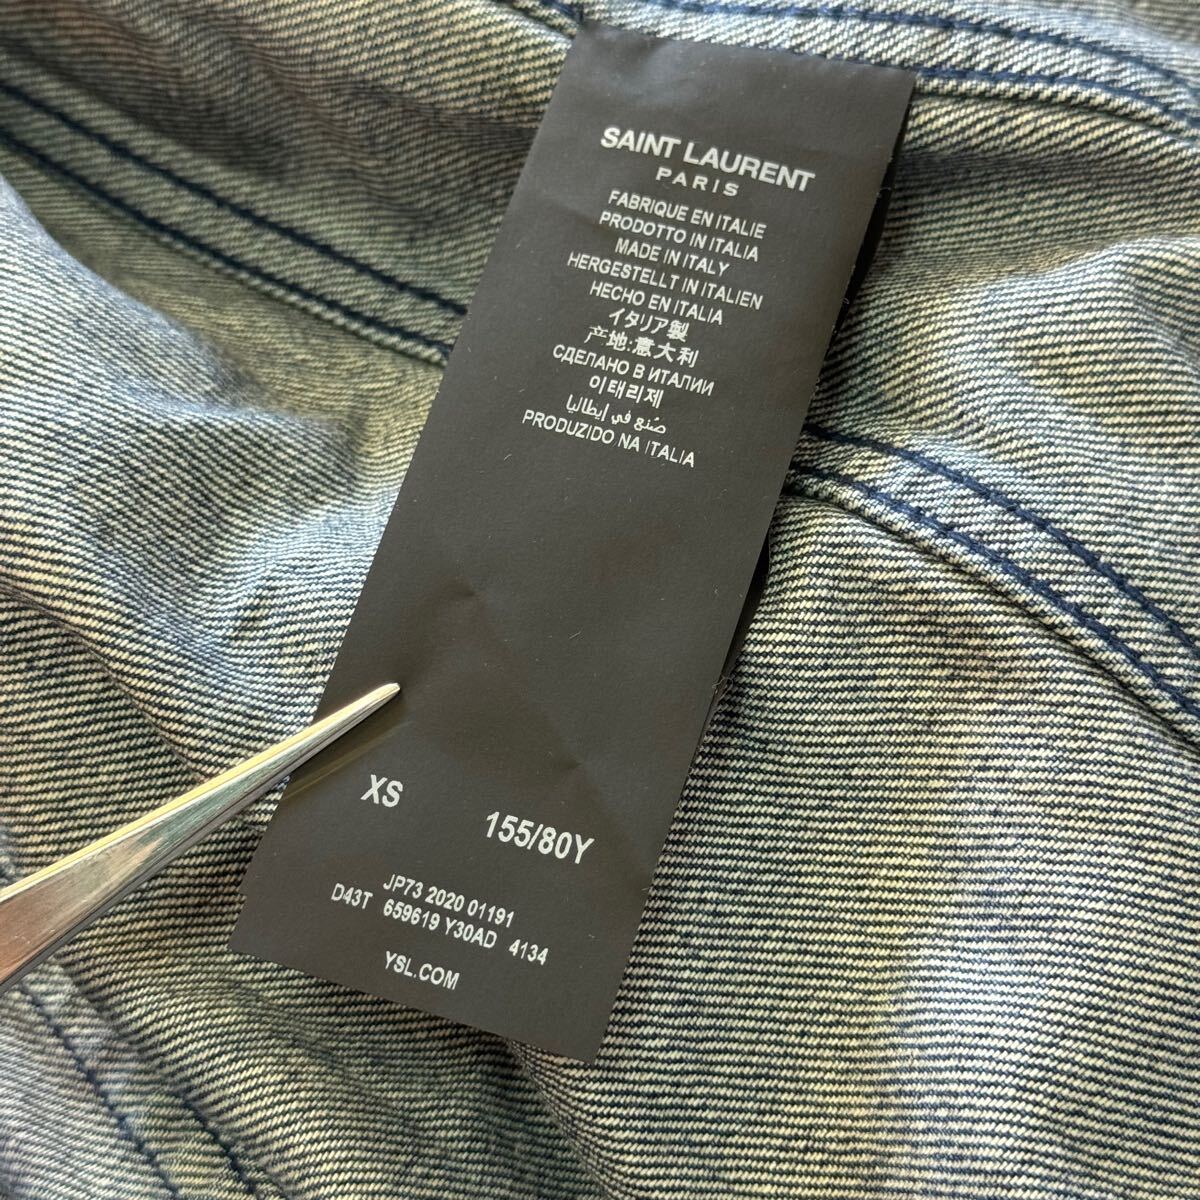 SAINT LAURENT
PARIS
FABRIQUE EN ITALIE
PRODOTTO IN ITALIA
MADE IN ITALY
HERGESTELLT IN ITALIEN
HECHO EN ITALIA
イタリア製
产地:意大利
СДЕЛАНО В ИТАЛИИ
이태리제
صنع في إيطاليا
PRODUZIDO NA ITALIA
XS 155/80Y
JP73 2020 01191
D43T 659619 Y30AD 4134
YSL.COM